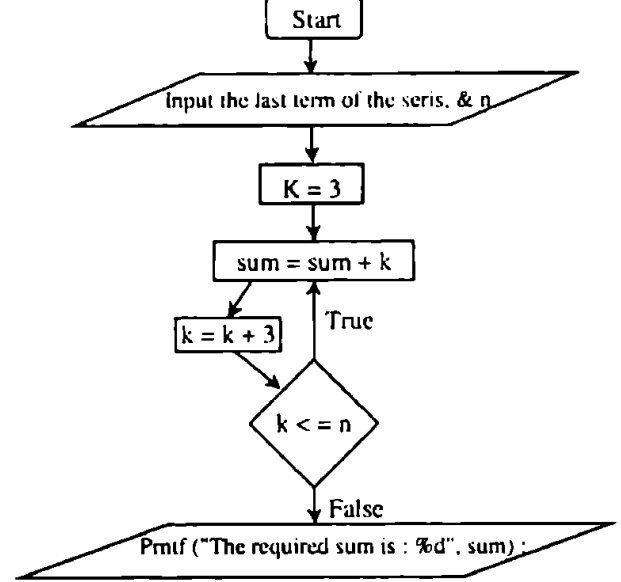 Start
Input the last term of the seris, & n
K = 3
sum = sum + k
k = k + 3
True
k < = n
False
Prntf ("The required sum is : %d", sum) ;